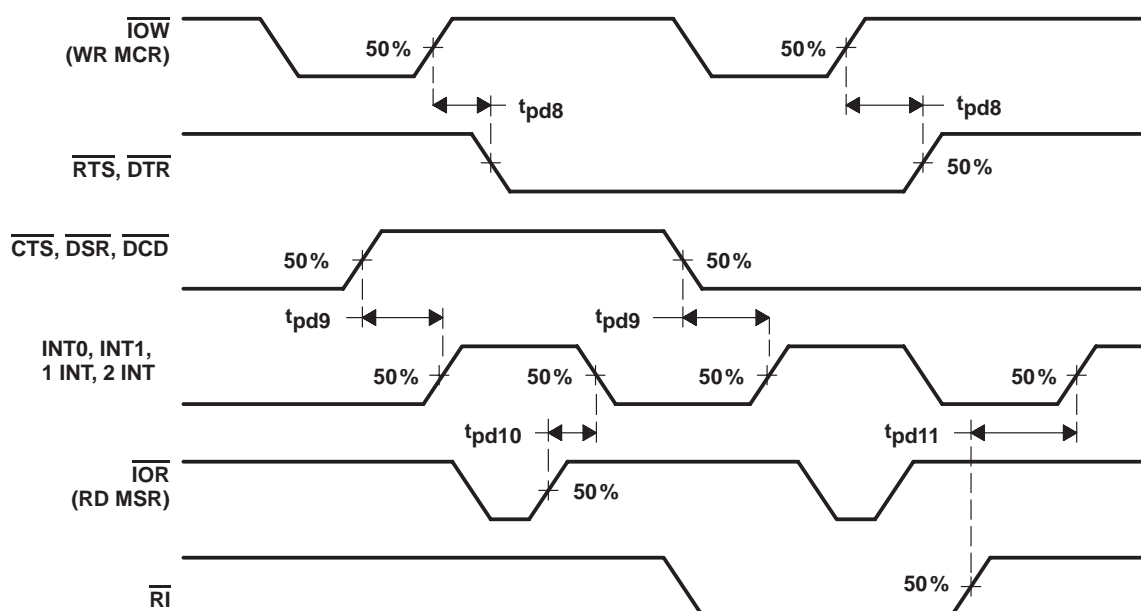 IOW
(WR MCR)
50%
50%
tpd8
tpd8
RTS, DTR
50%
CTS, DSR, DCD
50%
50%
tpd9
tpd9
INT0, INT1,
1 INT, 2 INT
50%
50%
50%
50%
tpd10
tpd11
IOR
(RD MSR)
50%
RI
50%